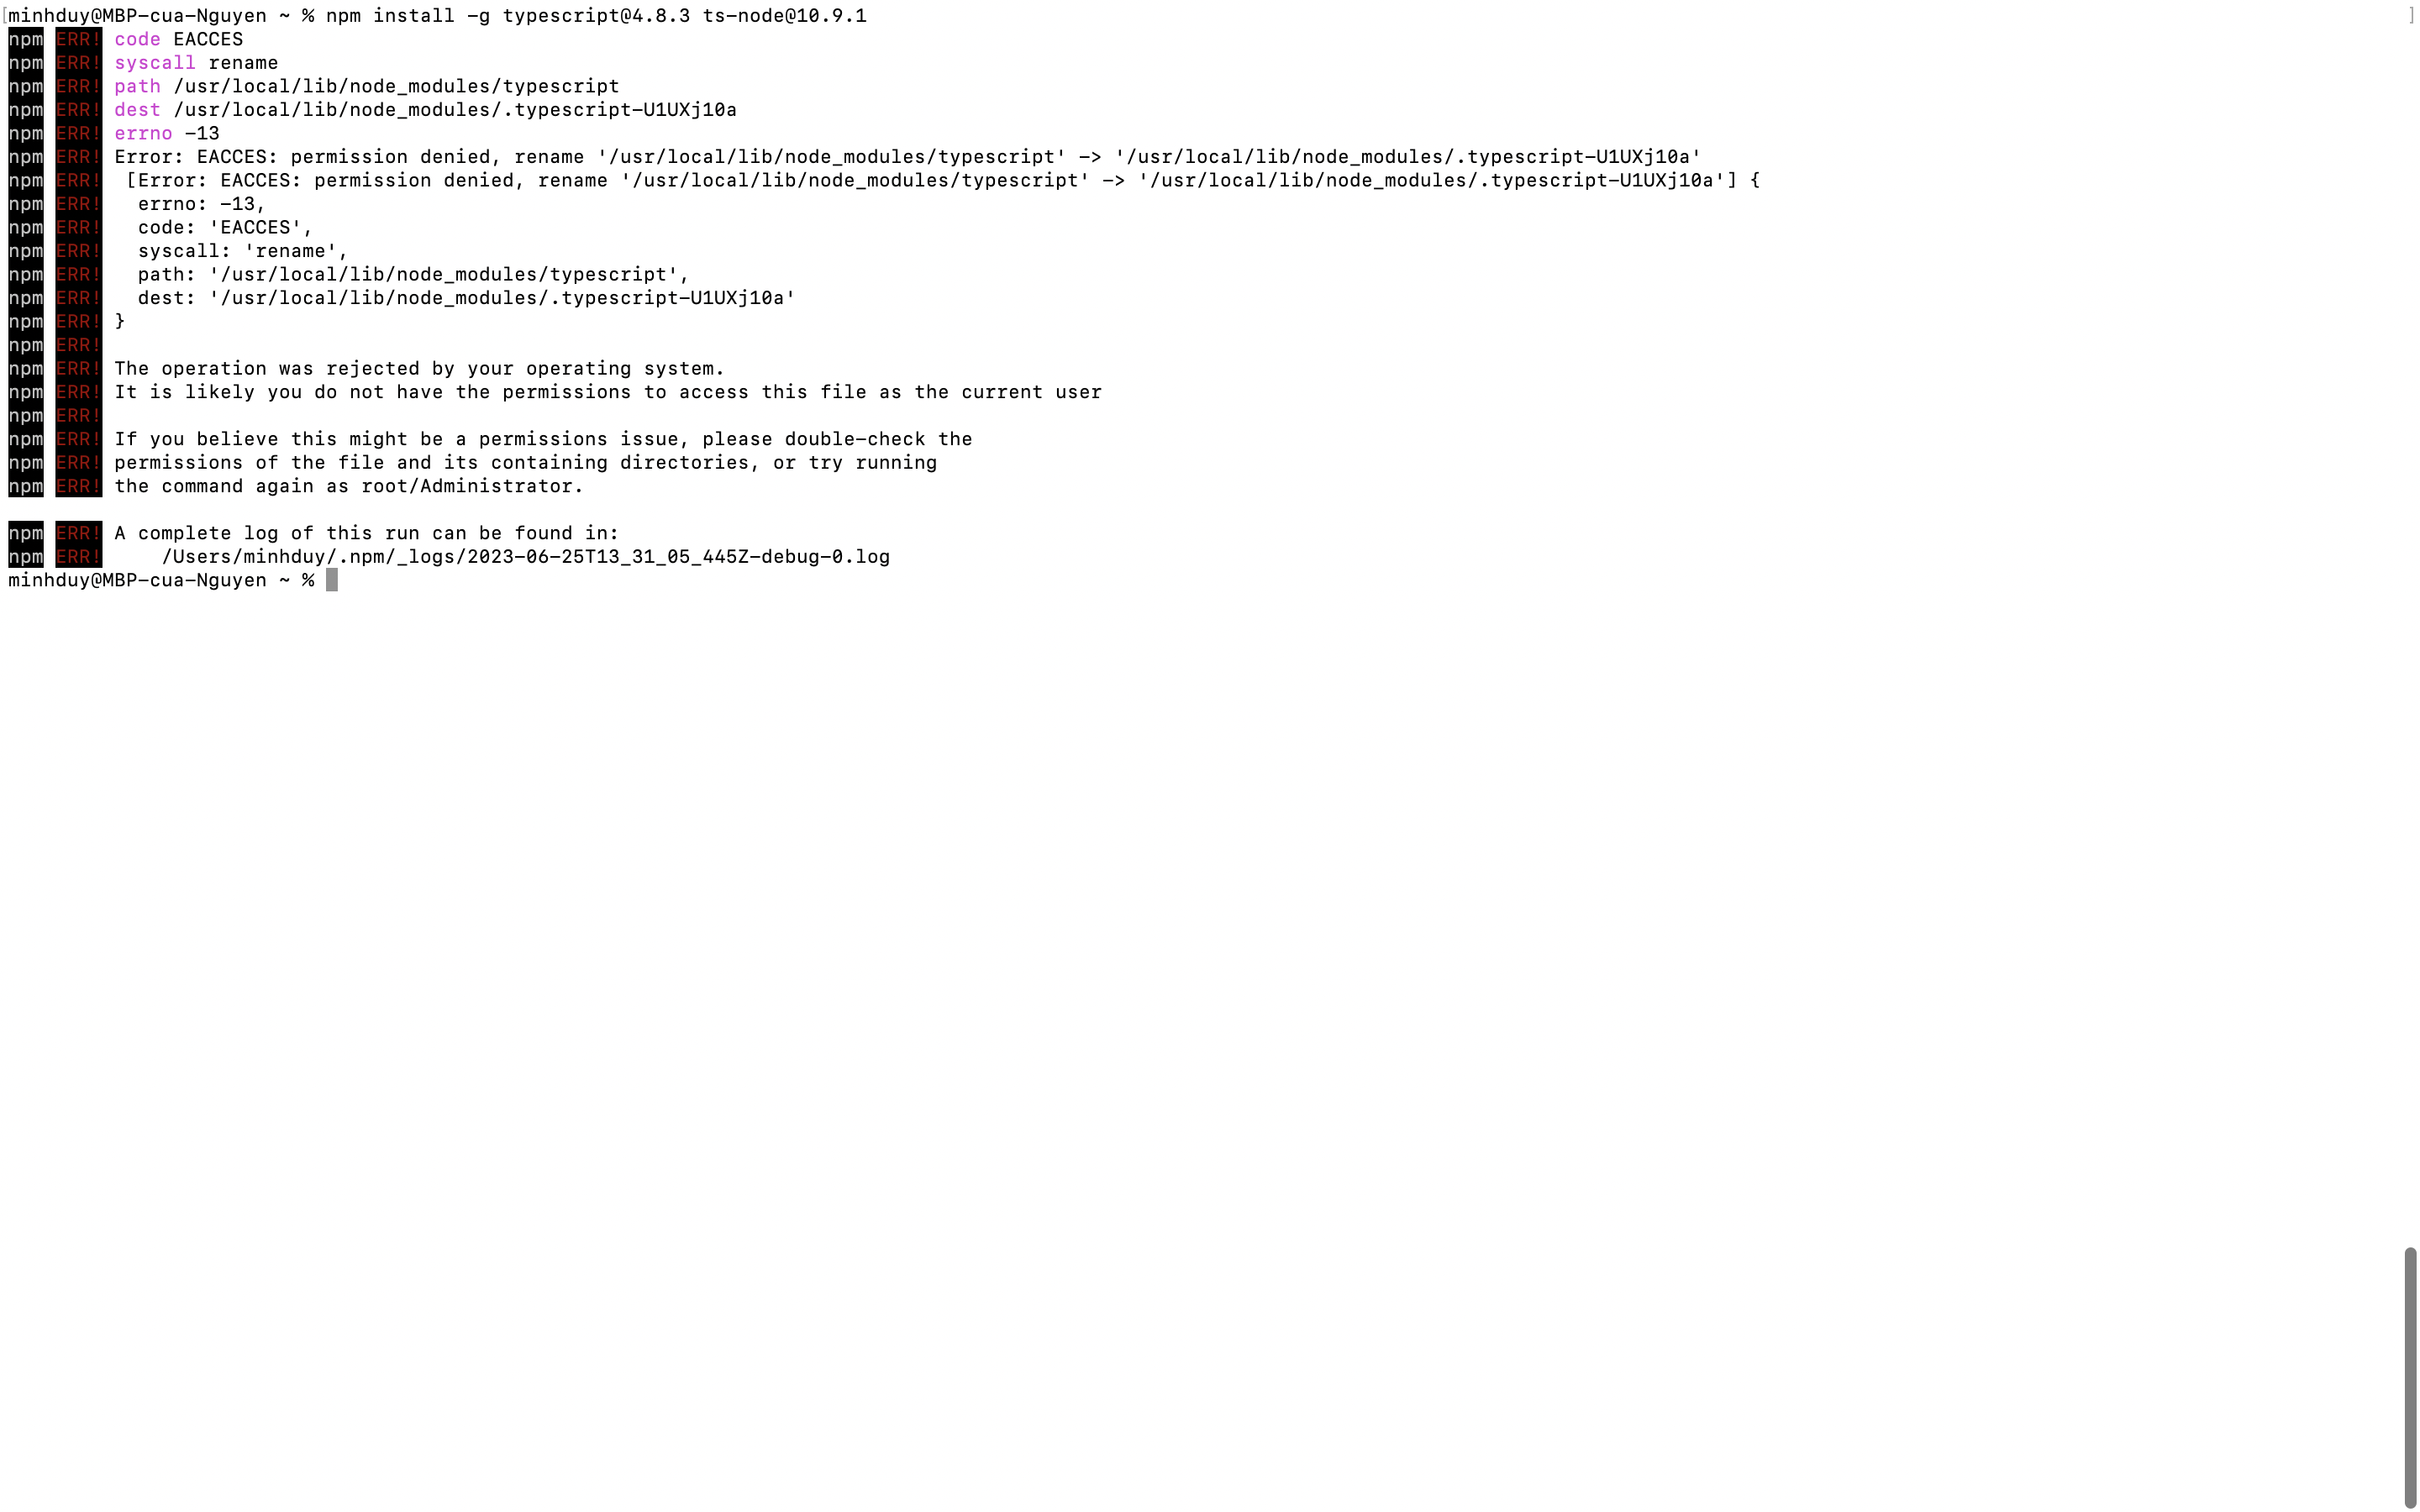 [minhduy@MBP-cua-Nguyen ~ % npm install -g typescript@4.8.3 ts-node@10.9.1 ]
npm ERR! code EACCES
npm ERR! syscall rename
npm ERR! path /usr/local/lib/node_modules/typescript
npm ERR! dest /usr/local/lib/node_modules/.typescript-U1UXj10a
npm ERR! errno -13
npm ERR! Error: EACCES: permission denied, rename '/usr/local/lib/node_modules/typescript' -> '/usr/local/lib/node_modules/.typescript-U1UXj10a'
npm ERR!  [Error: EACCES: permission denied, rename '/usr/local/lib/node_modules/typescript' -> '/usr/local/lib/node_modules/.typescript-U1UXj10a'] {
npm ERR!   errno: -13,
npm ERR!   code: 'EACCES',
npm ERR!   syscall: 'rename',
npm ERR!   path: '/usr/local/lib/node_modules/typescript',
npm ERR!   dest: '/usr/local/lib/node_modules/.typescript-U1UXj10a'
npm ERR! }
npm ERR!
npm ERR! The operation was rejected by your operating system.
npm ERR! It is likely you do not have the permissions to access this file as the current user
npm ERR!
npm ERR! If you believe this might be a permissions issue, please double-check the
npm ERR! permissions of the file and its containing directories, or try running
npm ERR! the command again as root/Administrator.
npm ERR! A complete log of this run can be found in:
npm ERR!     /Users/minhduy/.npm/_logs/2023-06-25T13_31_05_445Z-debug-0.log
minhduy@MBP-cua-Nguyen ~ %